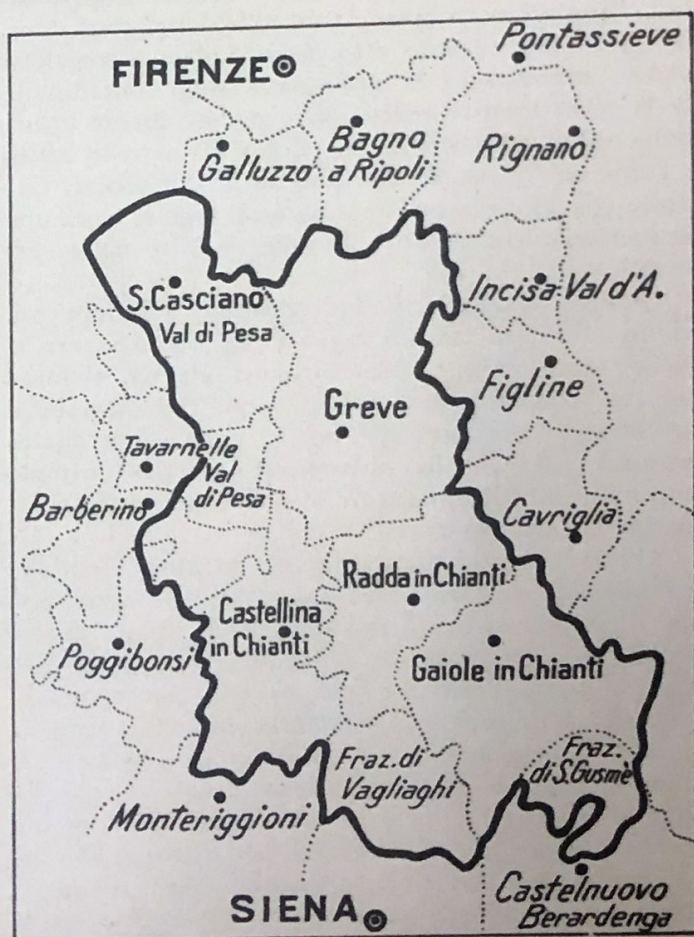 Pontassieve
FIRENZE
Bagno
a Ripoli
Galluzzo
Rignano
S. Casciano
Val di Pesa
Incisa Val d'A.
Figline
Greve
Tavarnelle
Val
di Pesa
Barberino
Cavriglia
Radda in Chianti
Castellina
in Chianti
Poggibonsi
Gaiole in Chianti
Fraz. di
Vagliaghi
Fraz.
di S. Gusmè
Monteriggioni
Castelnuovo
Berardenga
SIENA